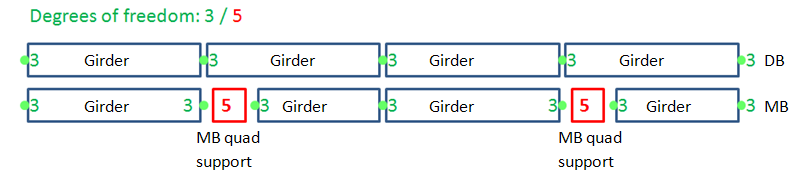 Degrees of freedom: 3 / 5
3 Girder 3 Girder 3 Girder 3 Girder 3 DB
3 Girder 3 5 3 Girder 3 Girder 3 5 3 Girder 3 MB
MB quad support MB quad support